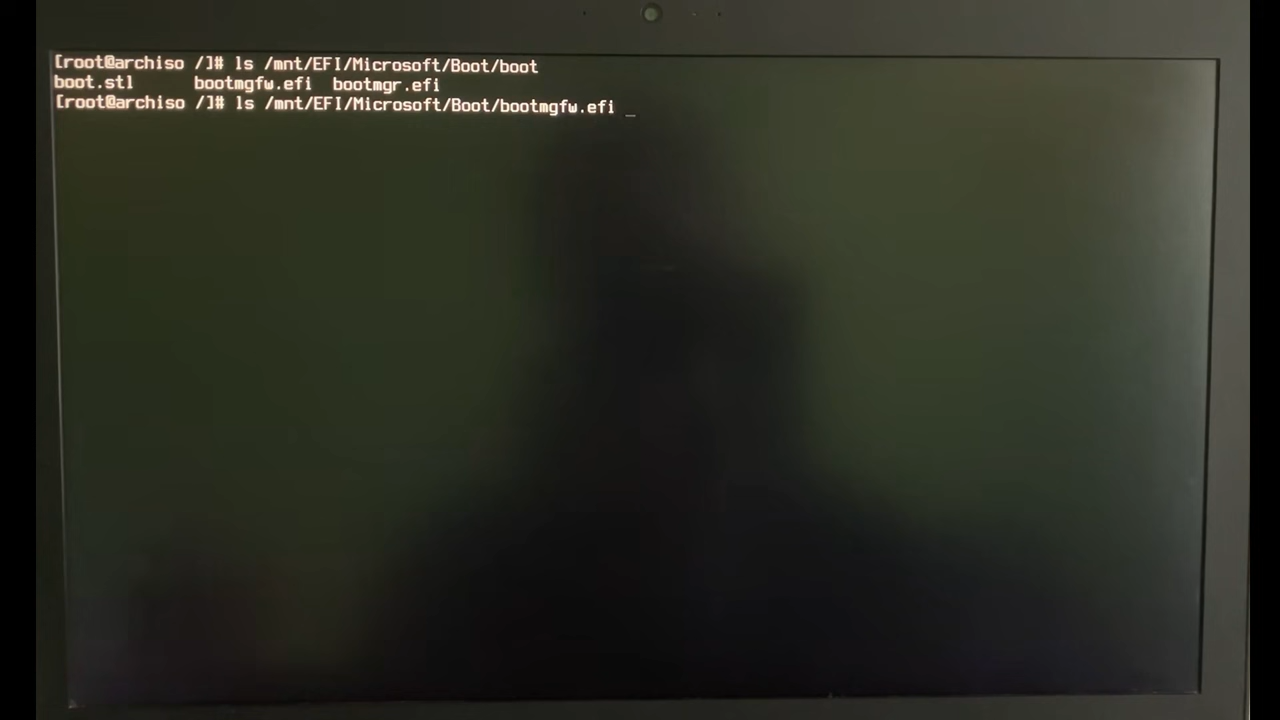 [root@archiso /]# ls /mnt/EFI/Microsoft/Boot/boot
boot.stl bootmgfw.efi bootmgr.efi
[root@archiso /]# ls /mnt/EFI/Microsoft/Boot/bootmgfw.efi _